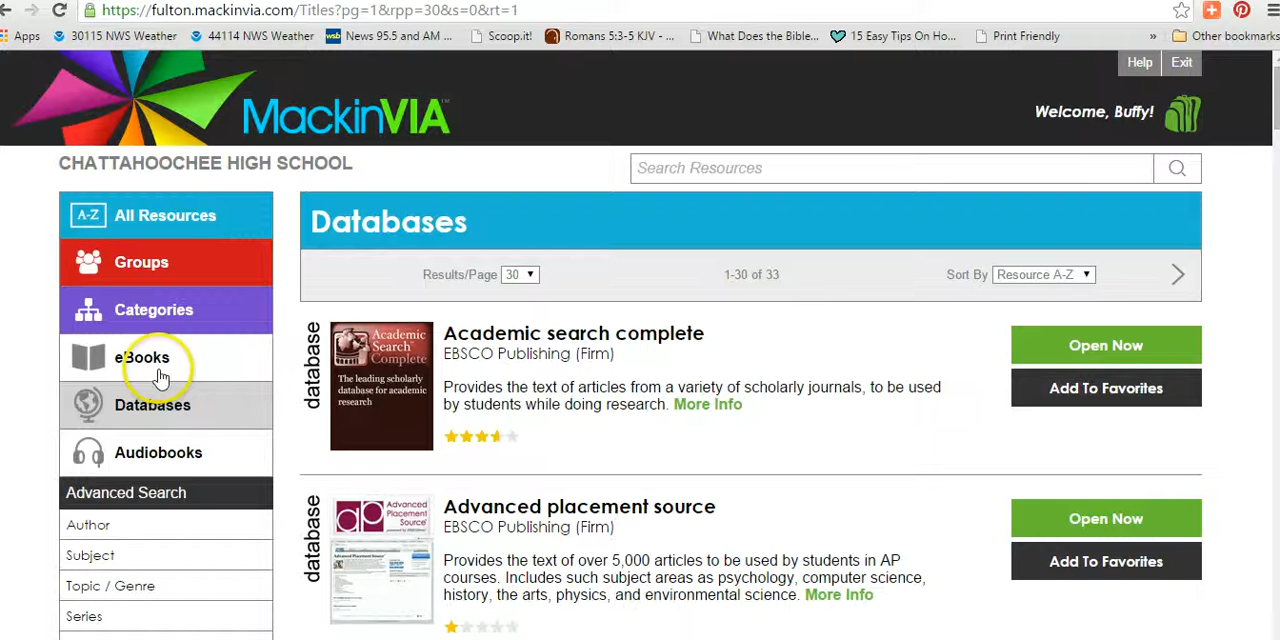 https://fulton.mackinvia.com/Titles?pg=1&rpp=30&s=0&rt=1
Apps 30115 NWS Weather 44114 NWS Weather News 95.5 and AM ... Scoop.it! Romans 5:3-5 KJV - ... What Does the Bible... 15 Easy Tips On Ho... Print Friendly » Other bookmarks
Help Exit
MackinVIA™
Welcome, Buffy!
CHATTAHOOCHEE HIGH SCHOOL
Search Resources
A-Z All Resources
Groups
Categories
eBooks
Databases
Audiobooks
Advanced Search
Author
Subject
Topic / Genre
Series
Databases
Results/Page 30 1-30 of 33 Sort By Resource A-Z
database
Academic Search Complete
The leading scholarly database for academic research
Academic search complete
EBSCO Publishing (Firm)
Provides the text of articles from a variety of scholarly journals, to be used
by students while doing research. More Info
Open Now
Add To Favorites
database
ap Advanced Placement Source
Advanced placement source
EBSCO Publishing (Firm)
Provides the text of over 5,000 articles to be used by students in AP
courses. Includes such subject areas as psychology, computer science,
history, the arts, physics, and environmental science. More Info
Open Now
Add To Favorites